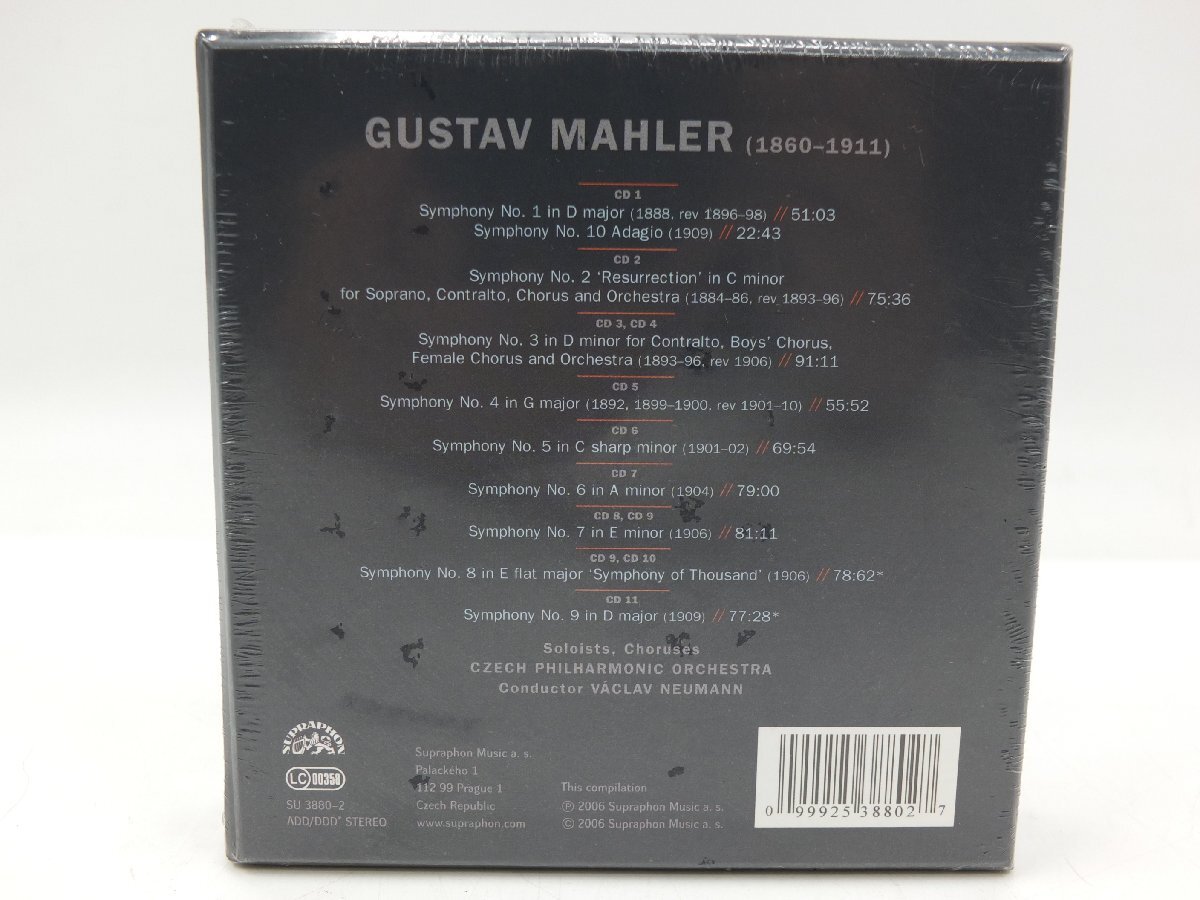 GUSTAV MAHLER (1860–1911)
CD 1
Symphony No. 1 in D major (1888, rev 1896–98) // 51:03
Symphony No. 10 Adagio (1909) // 22:43
CD 2
Symphony No. 2 ‘Resurrection’ in C minor
for Soprano, Contralto, Chorus and Orchestra (1884–86, rev 1893–96) // 75:36
CD 3, CD 4
Symphony No. 3 in D minor for Contralto, Boys’ Chorus,
Female Chorus and Orchestra (1893–96, rev 1906) // 91:11
CD 5
Symphony No. 4 in G major (1892, 1899–1900, rev 1901–10) // 55:52
CD 6
Symphony No. 5 in C sharp minor (1901–02) // 69:54
CD 7
Symphony No. 6 in A minor (1904) // 79:00
CD 8, CD 9
Symphony No. 7 in E minor (1906) // 81:11
CD 9, CD 10
Symphony No. 8 in E flat major ‘Symphony of Thousand’ (1906) // 78:62*
CD 11
Symphony No. 9 in D major (1909) // 77:28*
Soloists, Choruses
CZECH PHILHARMONIC ORCHESTRA
Conductor VÁCLAV NEUMANN
SUPRAPHON
LC 00358
SU 3880–2
ADD/DDD* STEREO
Supraphon Music a. s.
Palackého 1
112 99 Prague 1
Czech Republic
www.supraphon.com
This compilation
℗ 2006 Supraphon Music a. s.
© 2006 Supraphon Music a. s.
0 99925 38802 7